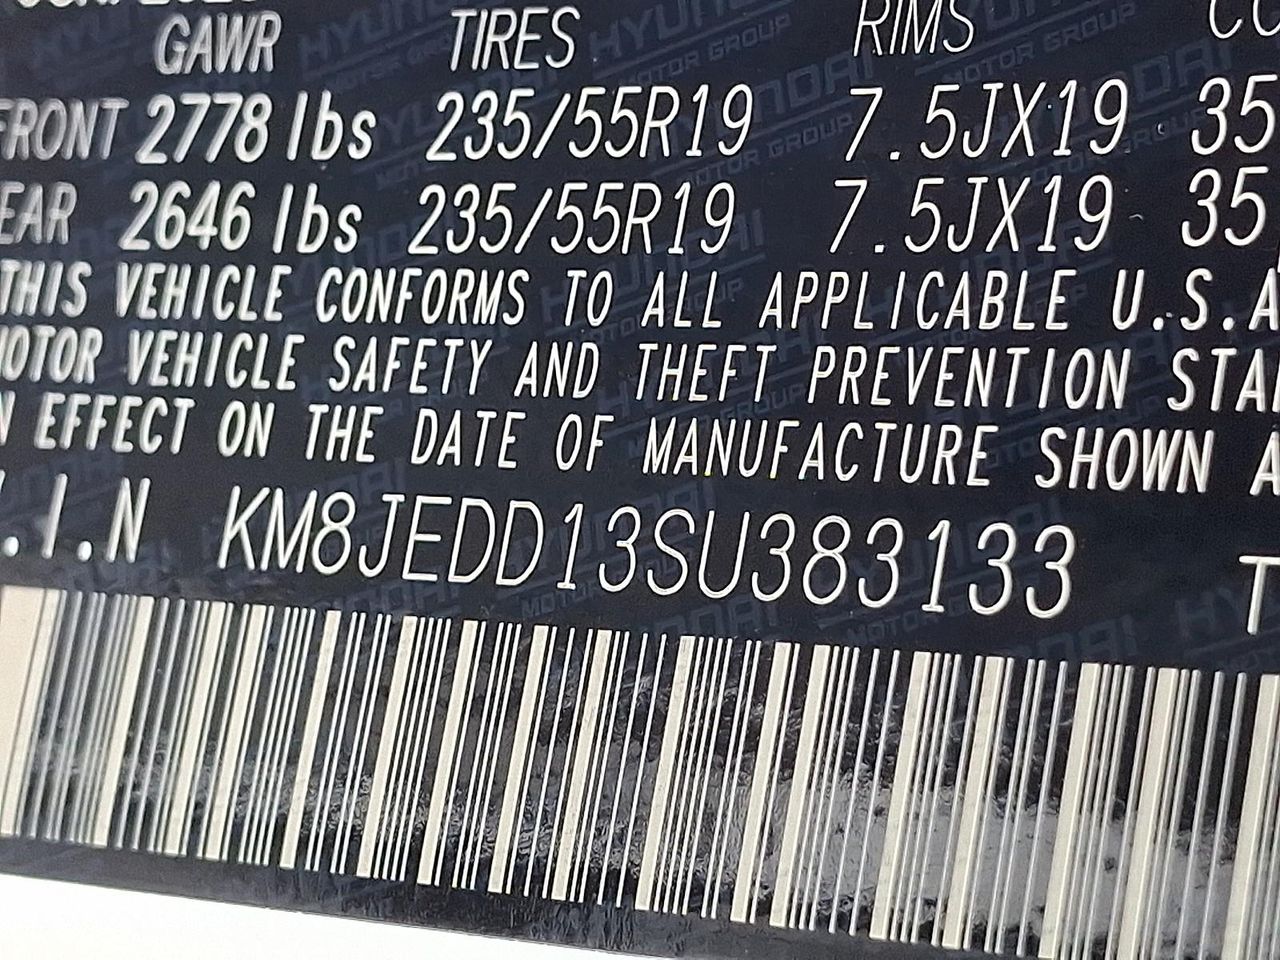 GAWR TIRES RIMS
FRONT 2778 lbs 235/55R19 7.5JX19 35
EAR 2646 lbs 235/55R19 7.5JX19 35
THIS VEHICLE CONFORMS TO ALL APPLICABLE U.S.A
MOTOR VEHICLE SAFETY AND THEFT PREVENTION STA
N EFFECT ON THE DATE OF MANUFACTURE SHOWN A
.I.N KM8JEDD13SU383133 T